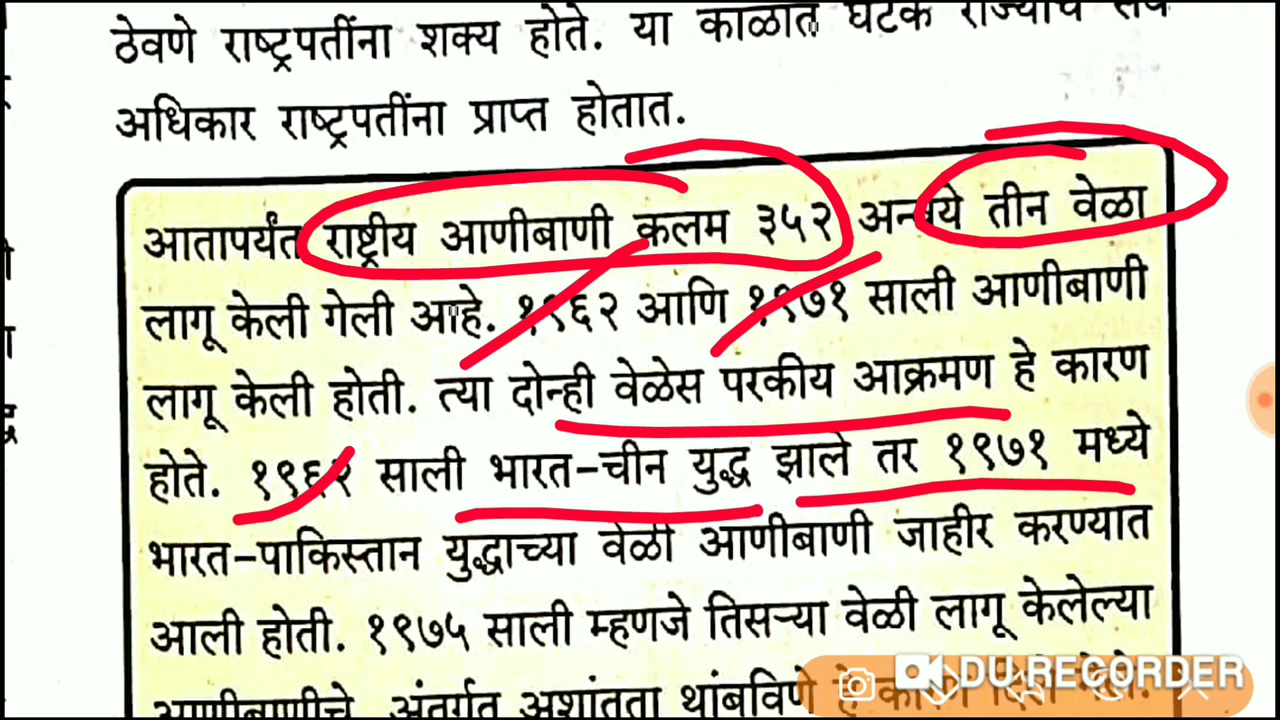 ठेवणे राष्ट्रपतींना शक्य होते. या काळात घटक राज्याचे
अधिकार राष्ट्रपतींना प्राप्त होतात.
आतापर्यंत राष्ट्रीय आणीबाणी कलम ३५२ अन्वये तीन वेळा
लागू केली गेली आहे. १९६२ आणि १९७१ साली आणीबाणी
लागू केली होती. त्या दोन्ही वेळेस परकीय आक्रमण हे कारण
होते. १९६२ साली भारत-चीन युद्ध झाले तर १९७१ मध्ये
भारत-पाकिस्तान युद्धाच्या वेळी आणीबाणी जाहीर करण्यात
आली होती. १९७५ साली म्हणजे तिसऱ्या वेळी लागू केलेल्या
आणीबाणीचे अंतर्गत अशांतता थांबविणे हे
DU RECORDER